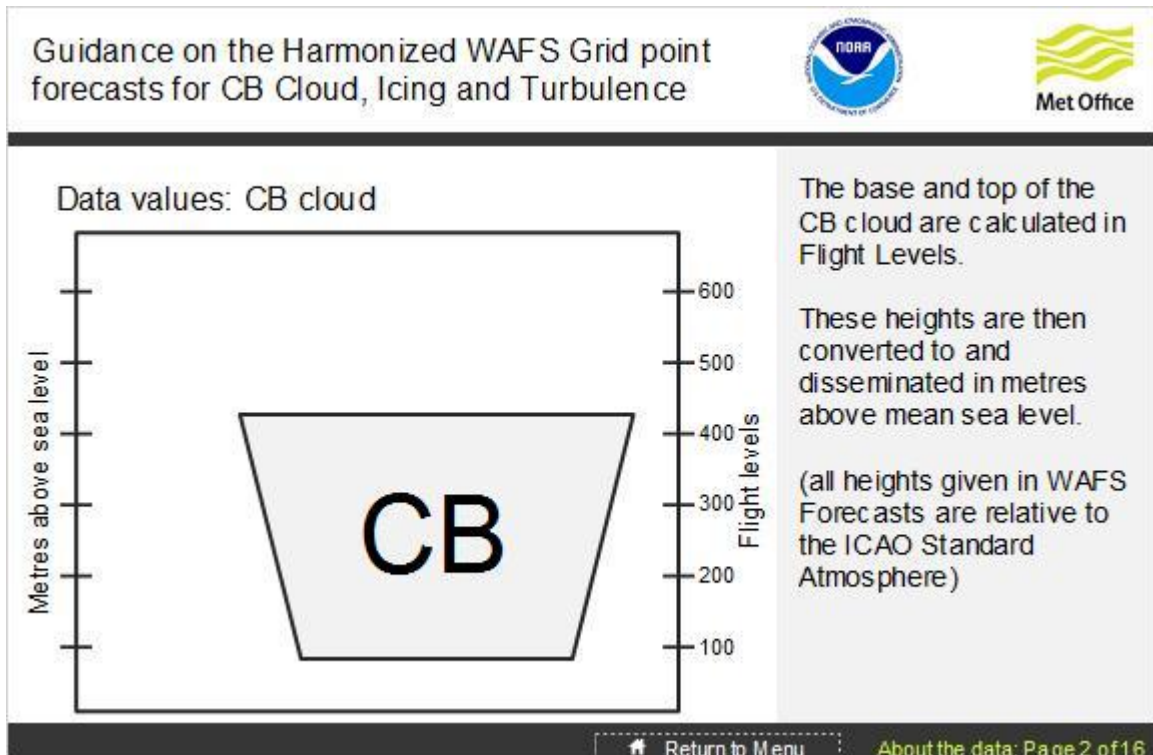 Guidance on the Harmonized WAFS Grid point
forecasts for CB Cloud, Icing and Turbulence
NOAA
Met Office
Data values: CB cloud
Metres above sea level
600
500
400
300
200
100
Flight levels
CB
The base and top of the
CB cloud are calculated in
Flight Levels.
These heights are then
converted to and
disseminated in metres
above mean sea level.
(all heights given in WAFS
Forecasts are relative to
the ICAO Standard
Atmosphere)
Return to Menu
About the data: Page 2 of 16